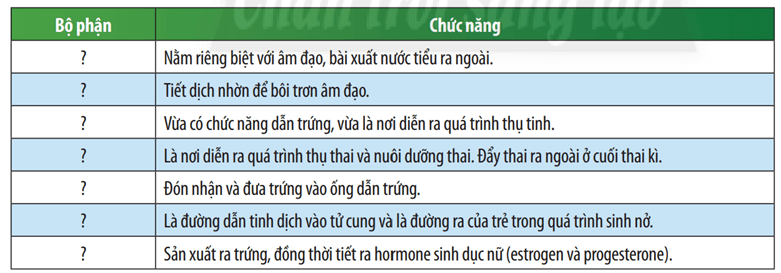 Chân trời sáng tạo
Bộ phận Chức năng
? Nằm riêng biệt với âm đạo, bài xuất nước tiểu ra ngoài.
? Tiết dịch nhờn để bôi trơn âm đạo.
? Vừa có chức năng dẫn trứng, vừa là nơi diễn ra quá trình thụ tinh.
? Là nơi diễn ra quá trình thụ thai và nuôi dưỡng thai. Đẩy thai ra ngoài ở cuối thai kì.
? Đón nhận và đưa trứng vào ống dẫn trứng.
? Là đường dẫn tinh dịch vào tử cung và là đường ra của trẻ trong quá trình sinh nở.
? Sản xuất ra trứng, đồng thời tiết ra hormone sinh dục nữ (estrogen và progesterone).